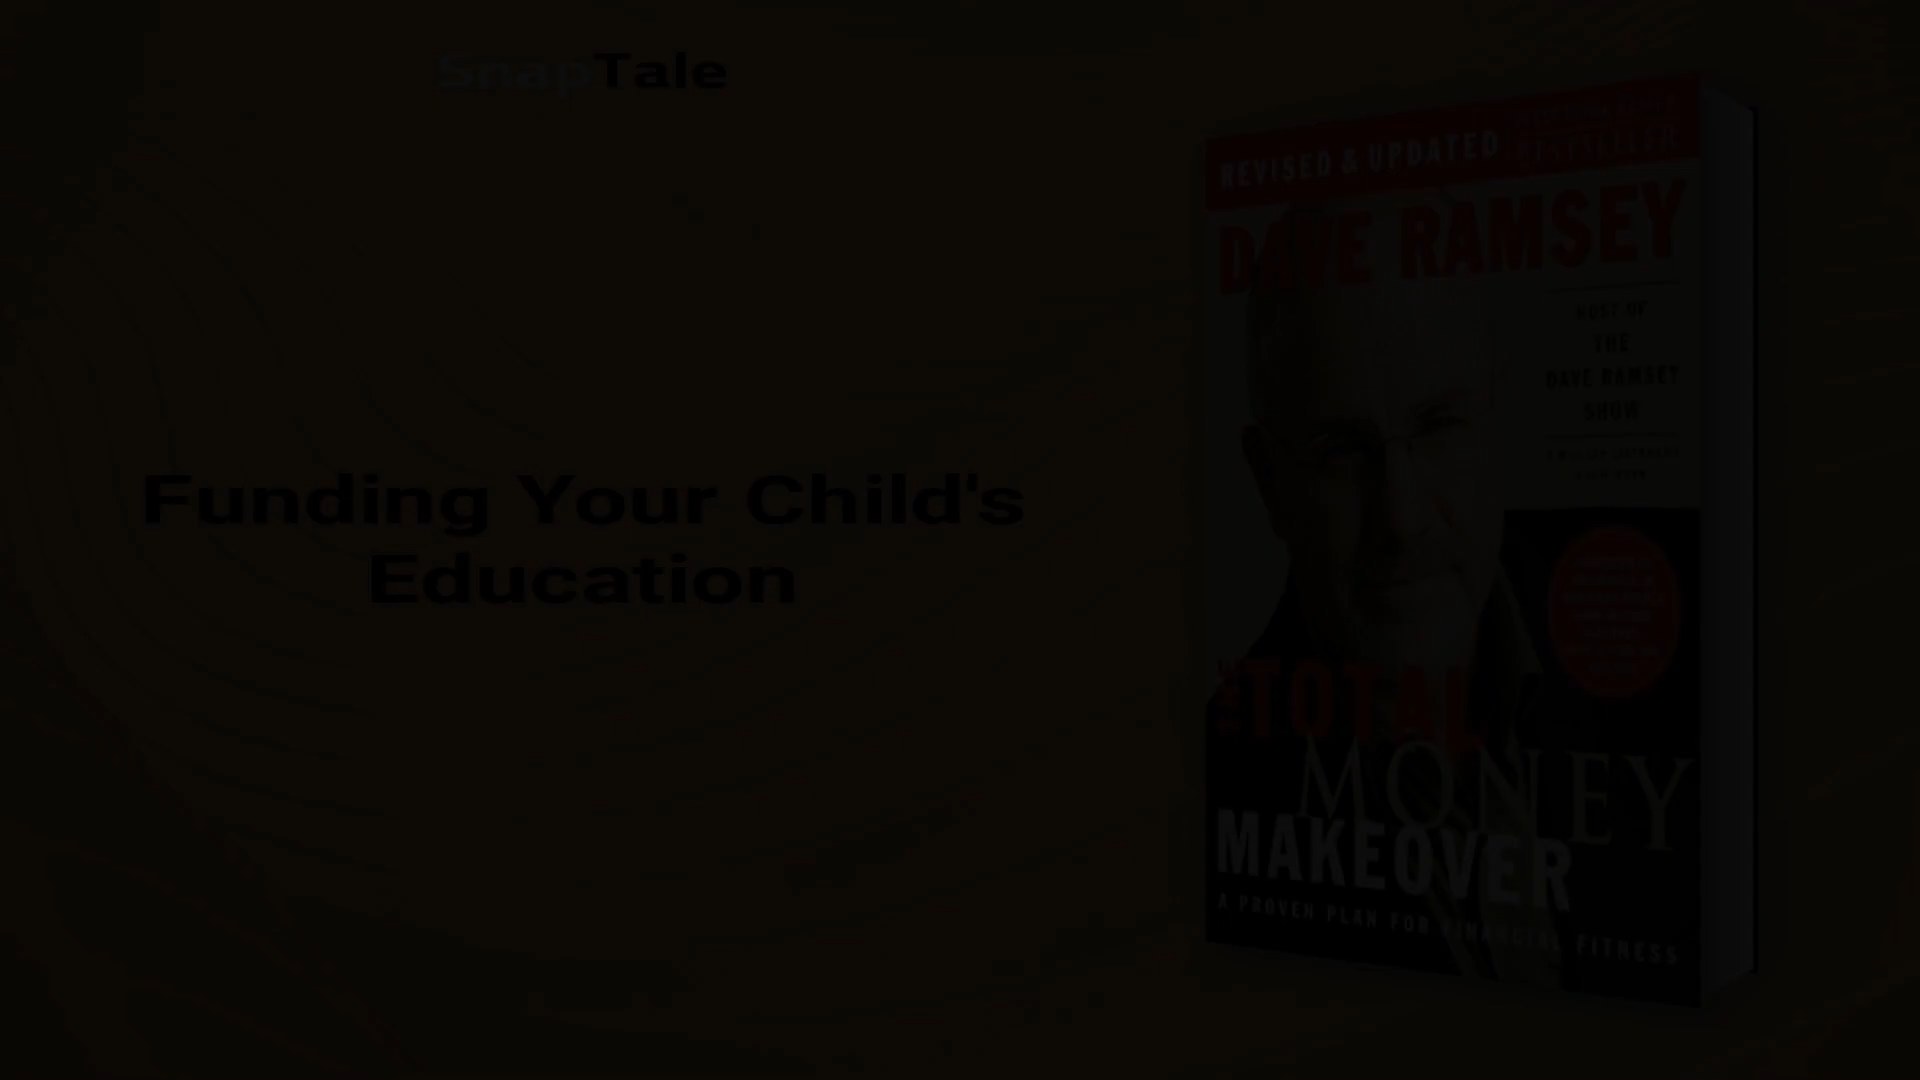 SnapTale
Funding Your Child's
Education
REVISED & UPDATED
BESTSELLER
DAVE RAMSEY
HOST OF
THE
DAVE RAMSEY
SHOW
THE TOTAL
MONEY
MAKEOVER
A PROVEN PLAN FOR FINANCIAL FITNESS